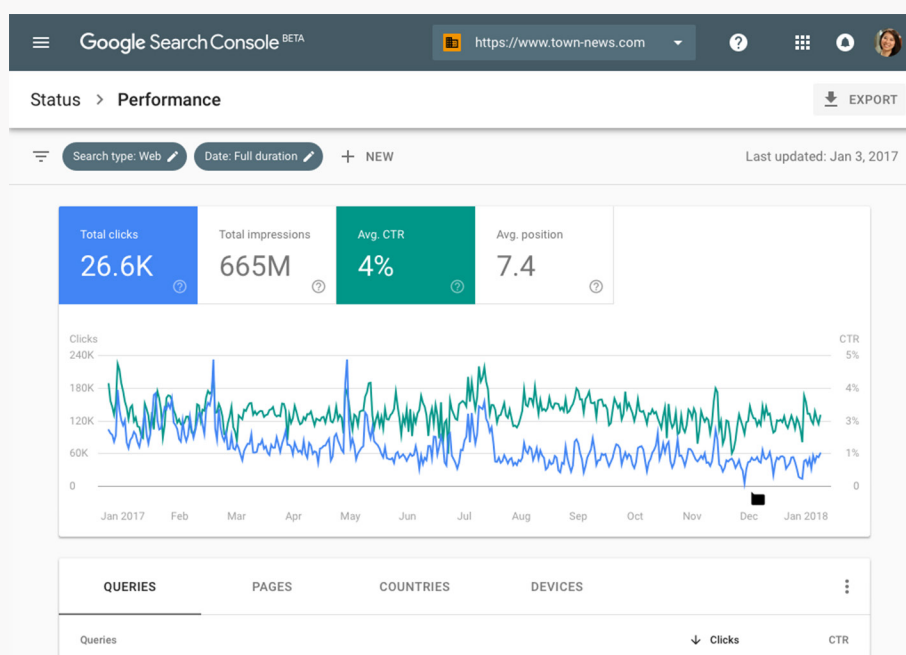 Google Search Console BETA
https://www.town-news.com
Status > Performance
EXPORT
Search type: Web
Date: Full duration
+ NEW
Last updated: Jan 3, 2017
Total clicks
26.6K
Total impressions
665M
Avg. CTR
4%
Avg. position
7.4
Clicks
CTR
240K
5%
180K
4%
120K
3%
60K
1%
0
0
Jan 2017 Feb Mar Apr May Jun Jul Aug Sep Oct Nov Dec Jan 2018
QUERIES PAGES COUNTRIES DEVICES
Queries Clicks CTR